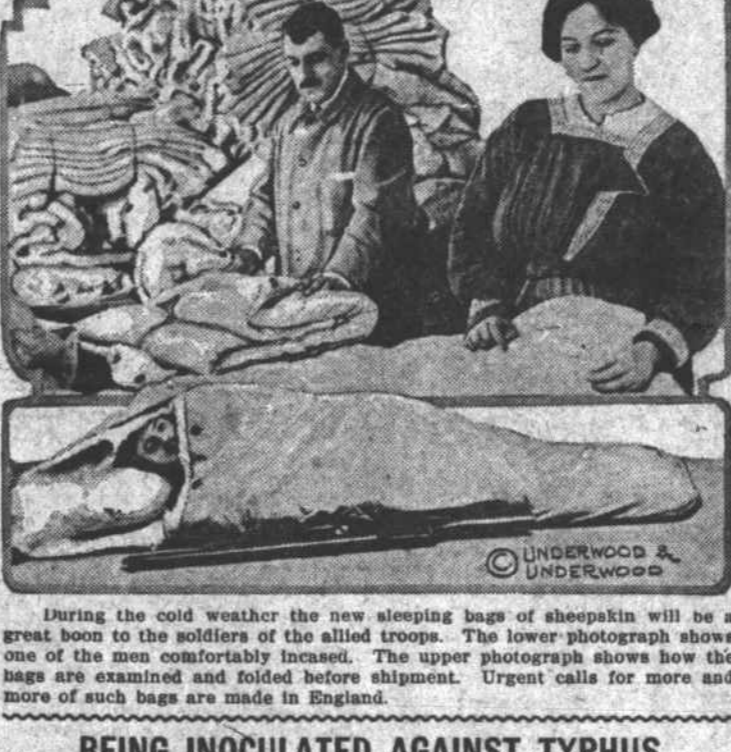 © UNDERWOOD &
UNDERWOOD
During the cold weather the new sleeping bags of sheepskin will be a
great boon to the soldiers of the allied troops. The lower photograph shows
one of the men comfortably incased. The upper photograph shows how the
bags are examined and folded before shipment. Urgent calls for more and
more of such bags are made in England.
BEING INOCULATED AGAINST TYPHUS